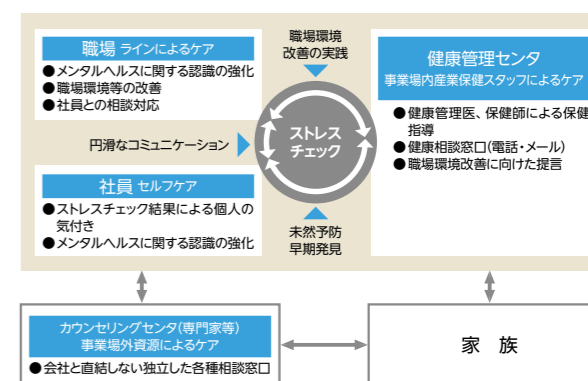 職場 ラインによるケア
●メンタルヘルスに関する認識の強化
●職場環境等の改善
●社員との相談対応
円滑なコミュニケーション
社員 セルフケア
●ストレスチェック結果による個人の
気付き
●メンタルヘルスに関する認識の強化
職場環境
改善の実践
ストレス
チェック
未然予防
早期発見
健康管理センタ
事業場内産業保健スタッフによるケア
●健康管理医、保健師による保健
指導
●健康相談窓口(電話・メール)
●職場環境改善に向けた提言
カウンセリングセンタ(専門家等)
事業場外資源によるケア
●会社と直結しない独立した各種相談窓口
家 族